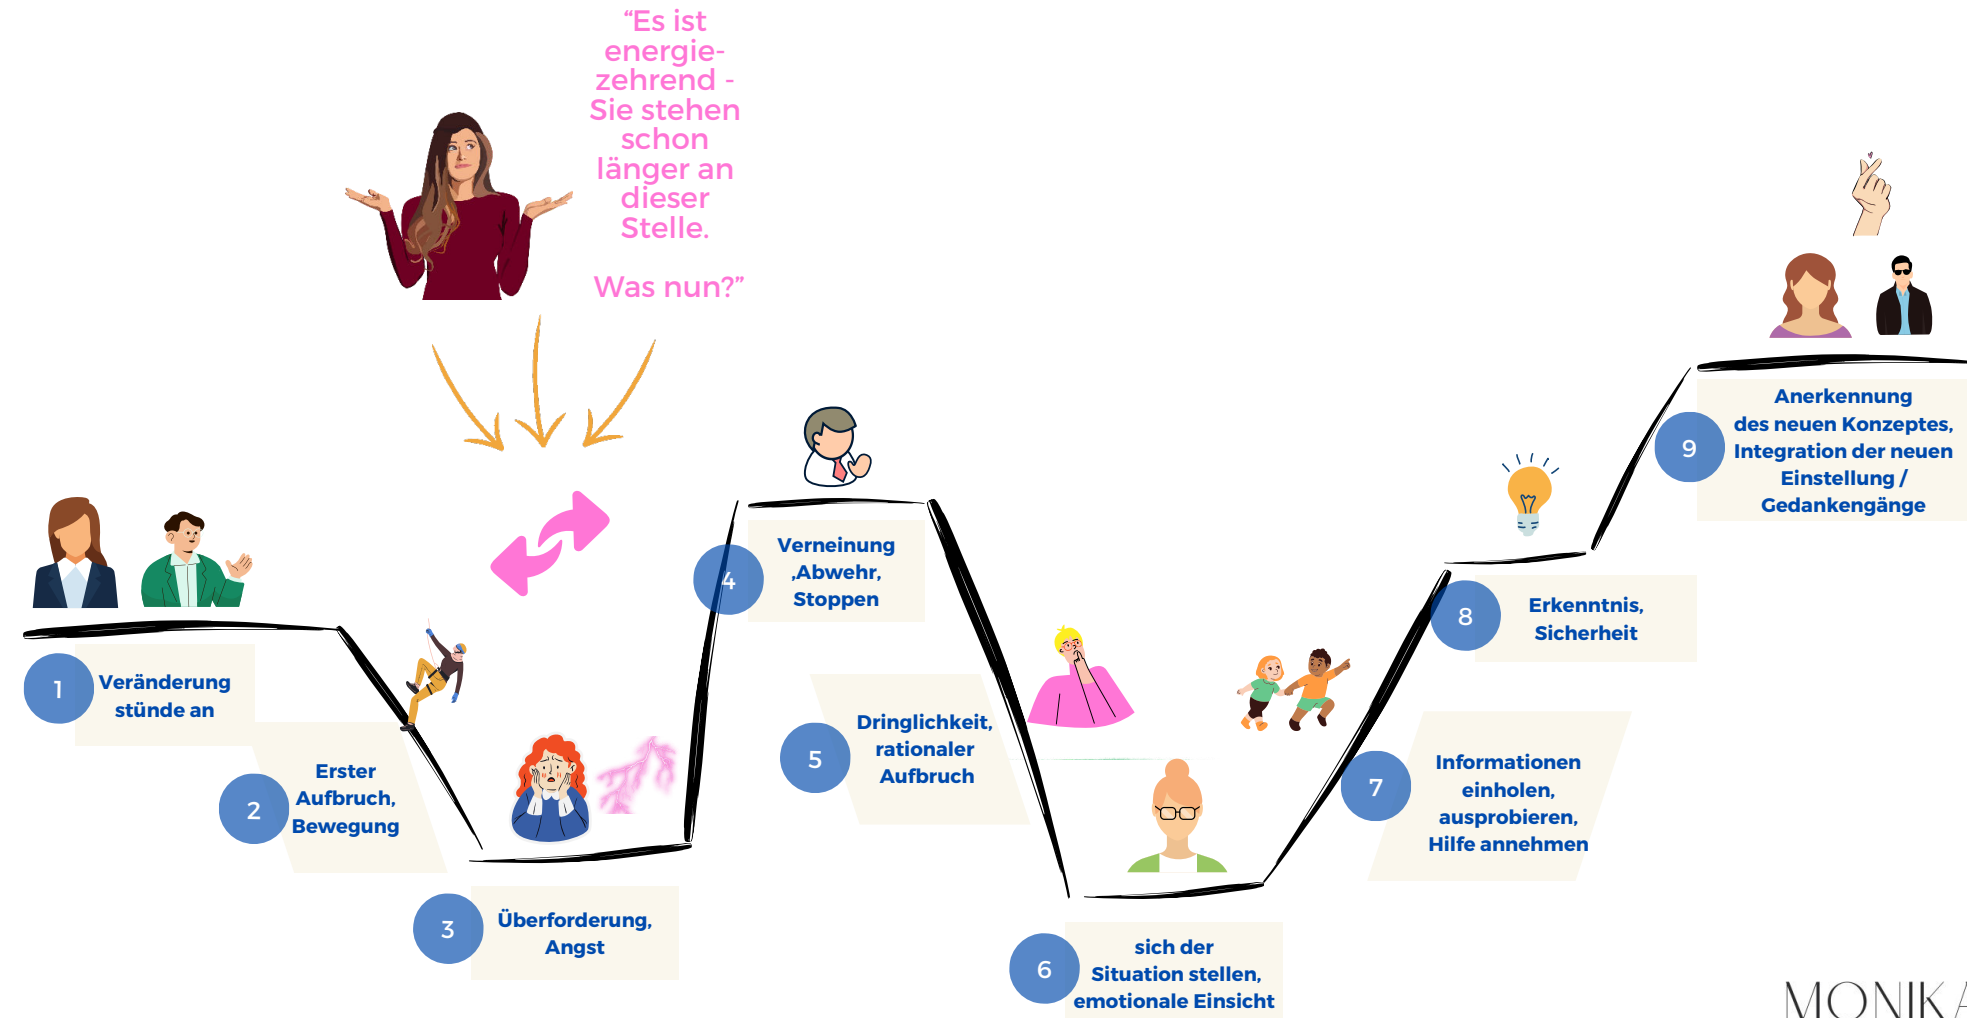 “Es ist
energie-
zehrend -
Sie stehen
schon
länger an
dieser
Stelle.
Was nun?”
1
Veränderung
stünde an
2
Erster
Aufbruch,
Bewegung
3
Überforderung,
Angst
4
Verneinung
,Abwehr,
Stoppen
5
Dringlichkeit,
rationaler
Aufbruch
6
sich der
Situation stellen,
emotionale Einsicht
7
Informationen
einholen,
ausprobieren,
Hilfe annehmen
8
Erkenntnis,
Sicherheit
9
Anerkennung
des neuen Konzeptes,
Integration der neuen
Einstellung /
Gedankengänge
MONIKA